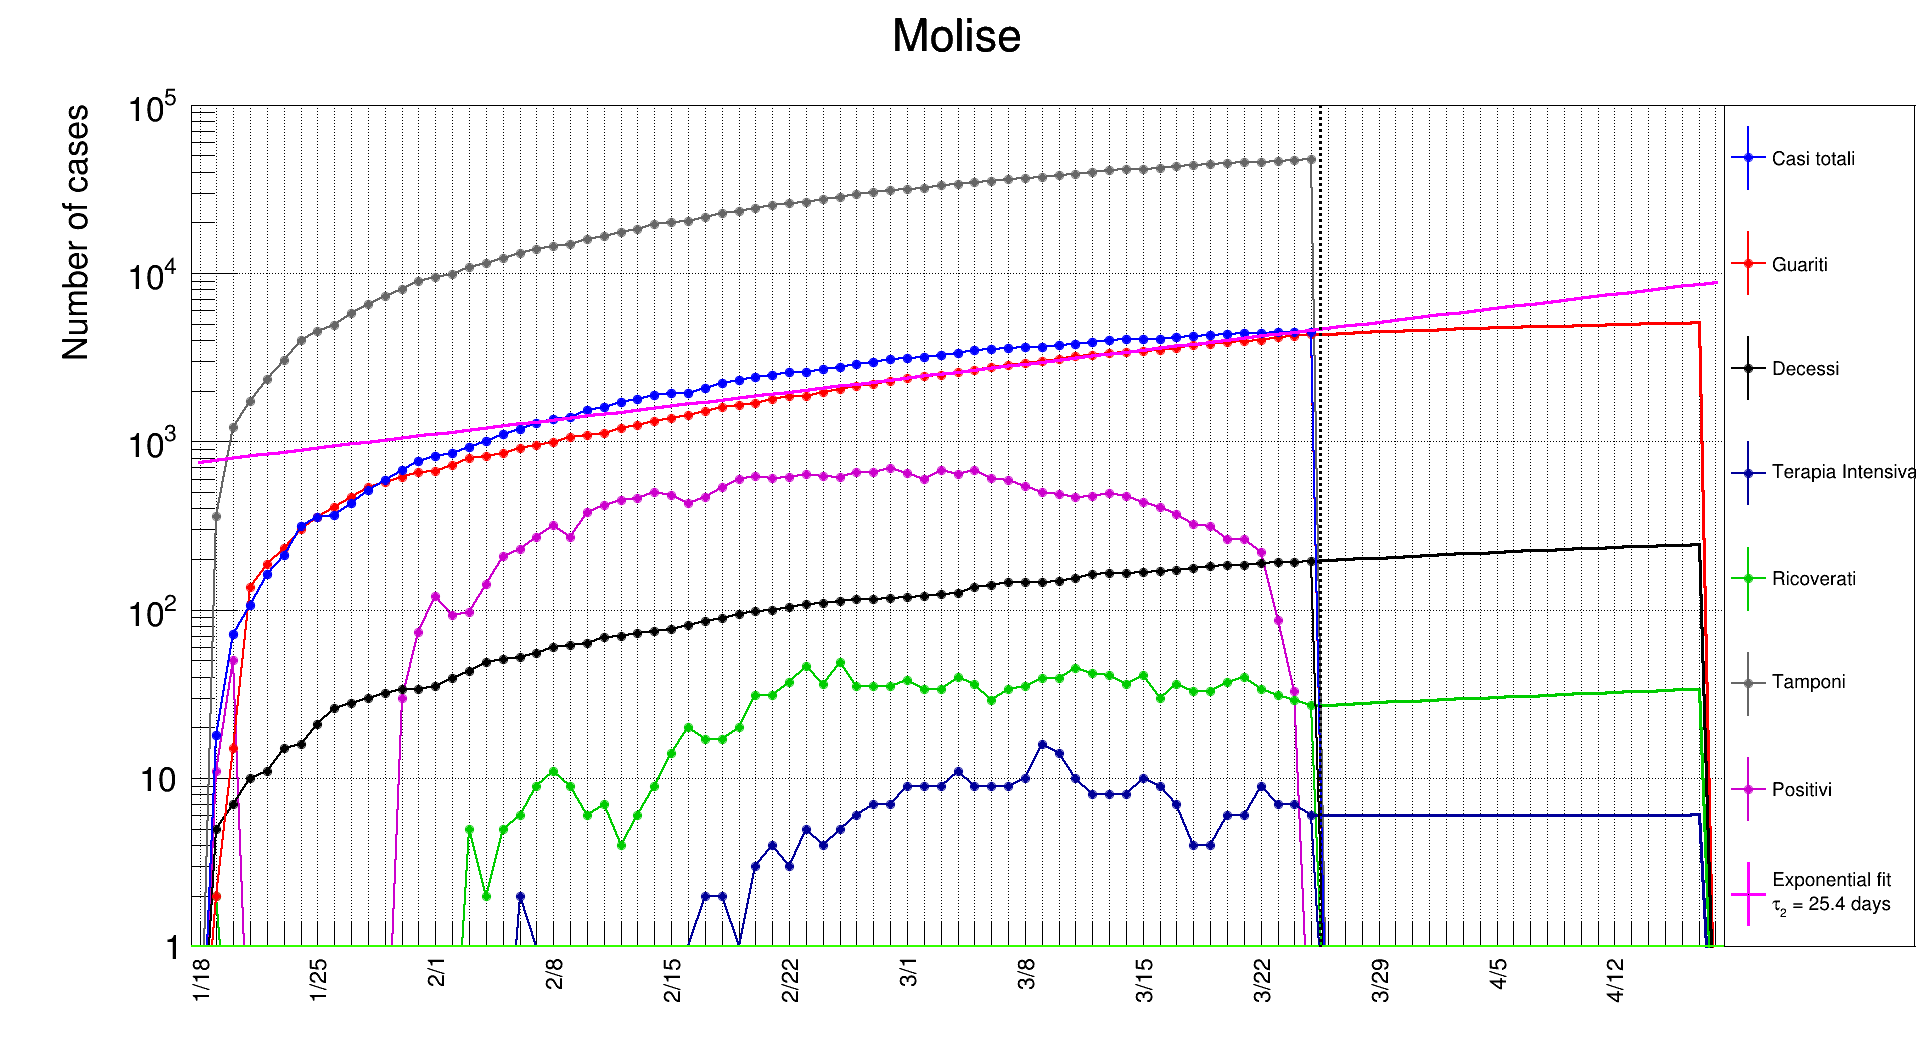 Molise
Number of cases
10^5
10^4
10^3
10^2
10
1
1/18
1/25
2/1
2/8
2/15
2/22
3/1
3/8
3/15
3/22
3/29
4/5
4/12
Casi totali
Guariti
Decessi
Terapia Intensiva
Ricoverati
Tamponi
Positivi
Exponential fit
τ₂ = 25.4 days